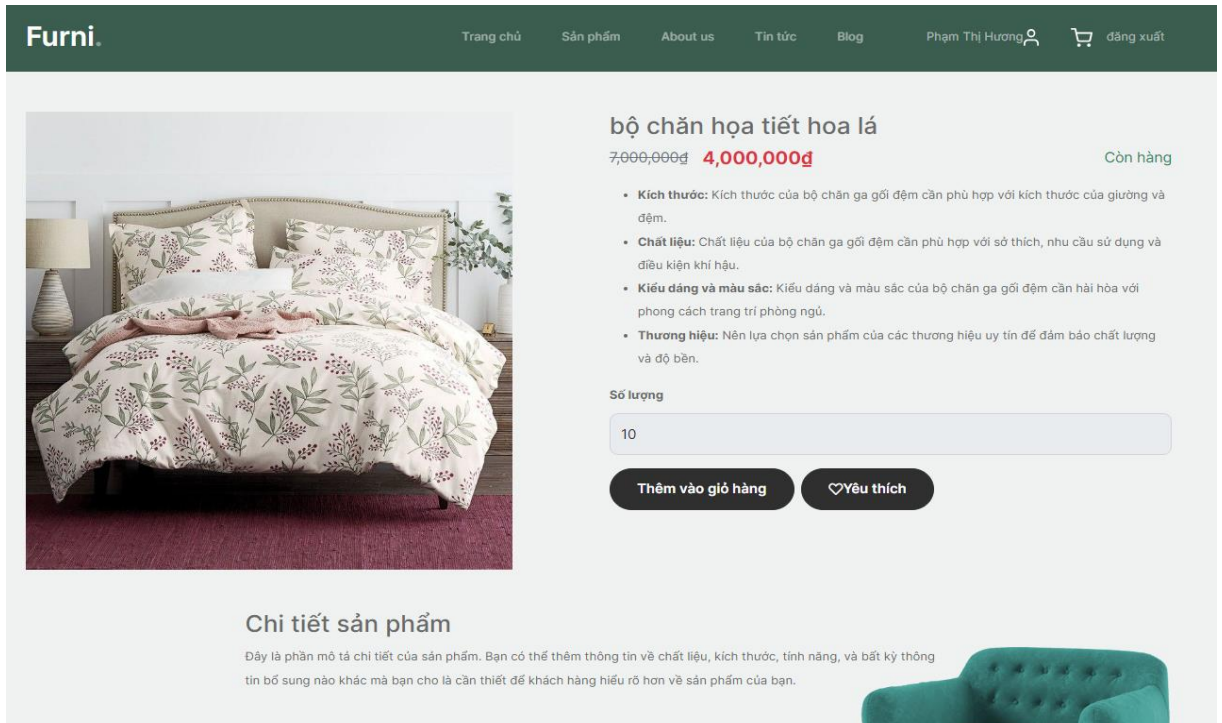 Furni.
Trang chủ Sản phẩm About us Tin tức Blog Phạm Thị Hương đăng xuất
bộ chăn họa tiết hoa lá
7,000,000₫ 4,000,000₫ Còn hàng
• Kích thước: Kích thước của bộ chăn ga gối đệm cần phù hợp với kích thước của giường và
đệm.
• Chất liệu: Chất liệu của bộ chăn ga gối đệm cần phù hợp với sở thích, nhu cầu sử dụng và
điều kiện khí hậu.
• Kiểu dáng và màu sắc: Kiểu dáng và màu sắc của bộ chăn ga gối đệm cần hài hòa với
phong cách trang trí phòng ngủ.
• Thương hiệu: Nên lựa chọn sản phẩm của các thương hiệu uy tín để đảm bảo chất lượng
và độ bền.
Số lượng
10
Thêm vào giỏ hàng Yêu thích
Chi tiết sản phẩm
Đây là phần mô tả chi tiết của sản phẩm. Bạn có thể thêm thông tin về chất liệu, kích thước, tính năng, và bất kỳ thông
tin bổ sung nào khác mà bạn cho là cần thiết để khách hàng hiểu rõ hơn về sản phẩm của bạn.